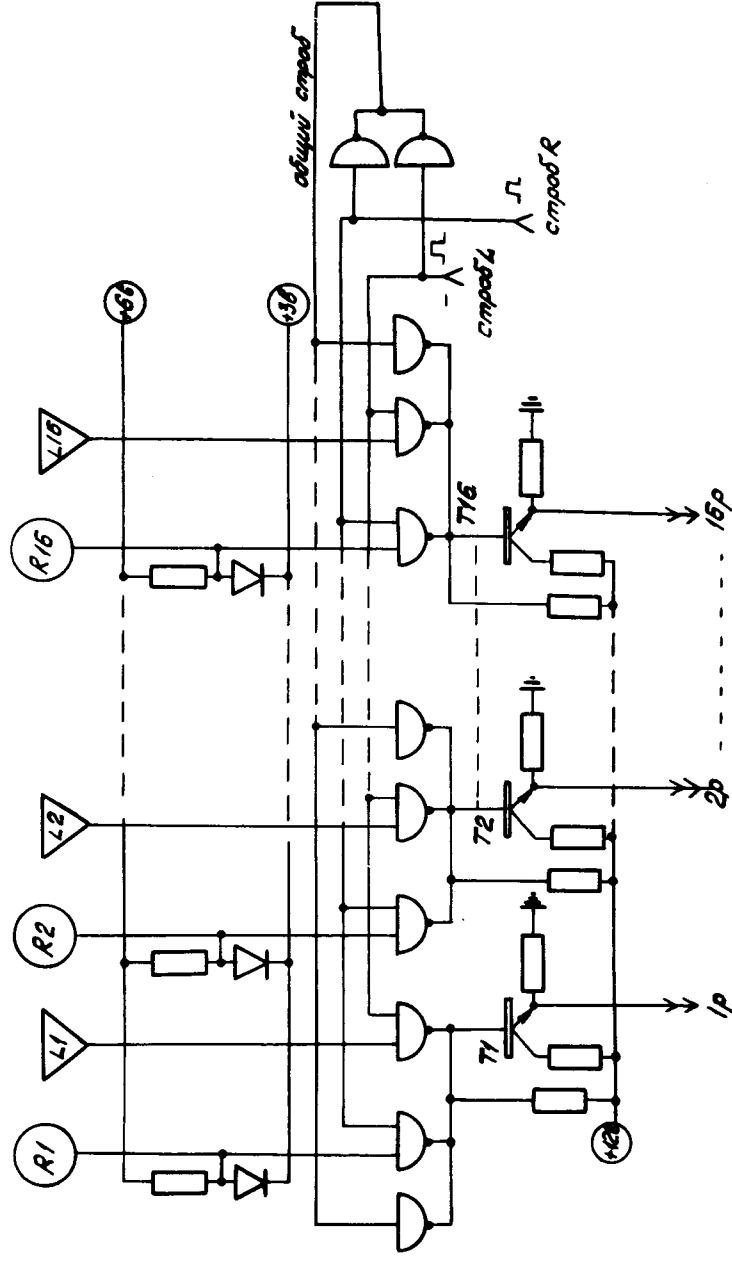 R1
L1
R2
L2
R16
L16
+6в
+3в
общий строб
строб L
строб R
T1
T2
T16
+12в
1р
2р
16р